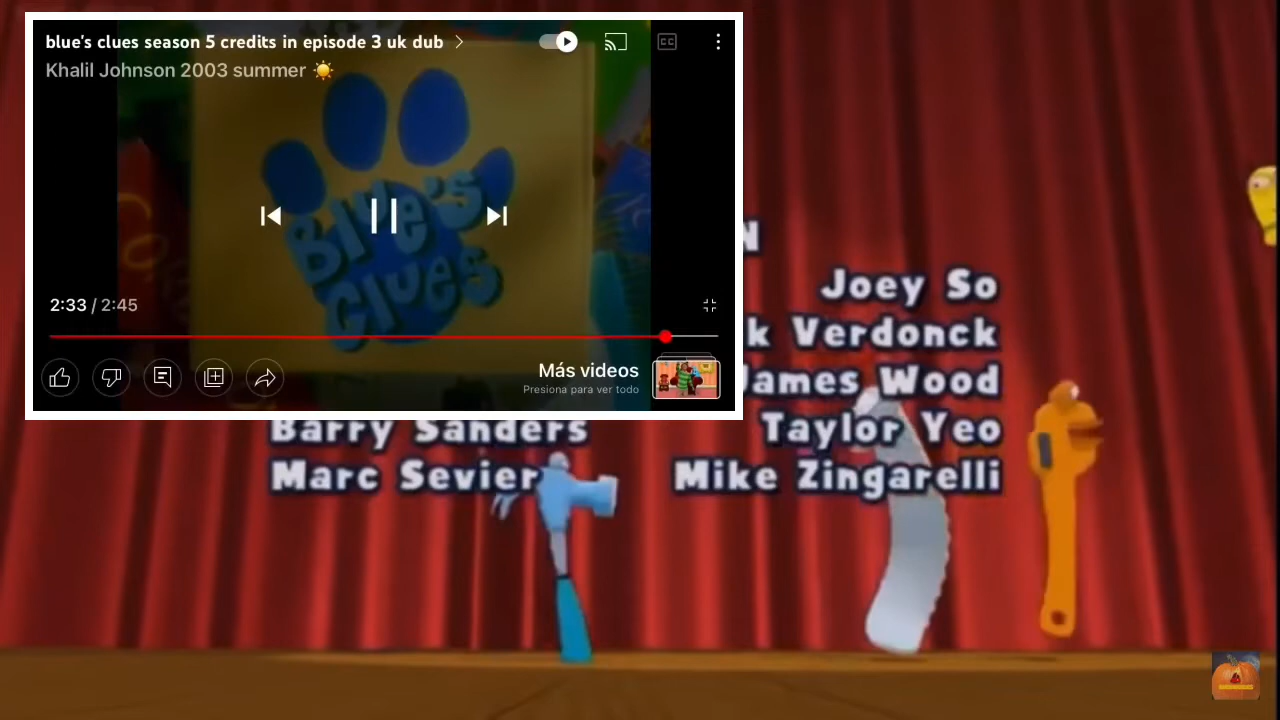 blue's clues season 5 credits in episode 3 uk dub
Khalil Johnson 2003 summer ☀️
CC
Blue's
Clues
2:33 / 2:45
Más videos
Presiona para ver todo
N
Joey So
k Verdonck
James Wood
Barry Sanders
Taylor Yeo
Marc Sevier
Mike Zingarelli